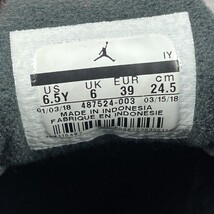 IY
US UK EUR cm
6.5Y 6 39 24.5
01/03/18 487524-003 03/15/18
MADE IN INDONESIA
FABRIQUE EN INDONESIE